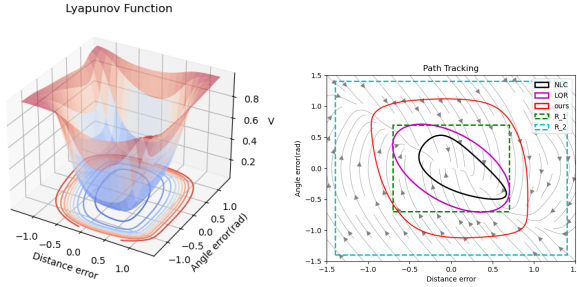 Lyapunov Function
0.8
0.6
0.4
0.2
V
-1.0
-0.5
0.0
0.5
1.0
Distance error
-1.0
-0.5
0.0
0.5
1.0
Angle error(rad)
Path Tracking
1.5
1.0
0.5
0.0
-0.5
-1.0
-1.5
Angle error(rad)
NLC
LQR
ours
R_1
R_2
-1.5
-1.0
-0.5
0.0
0.5
1.0
1.5
Distance error